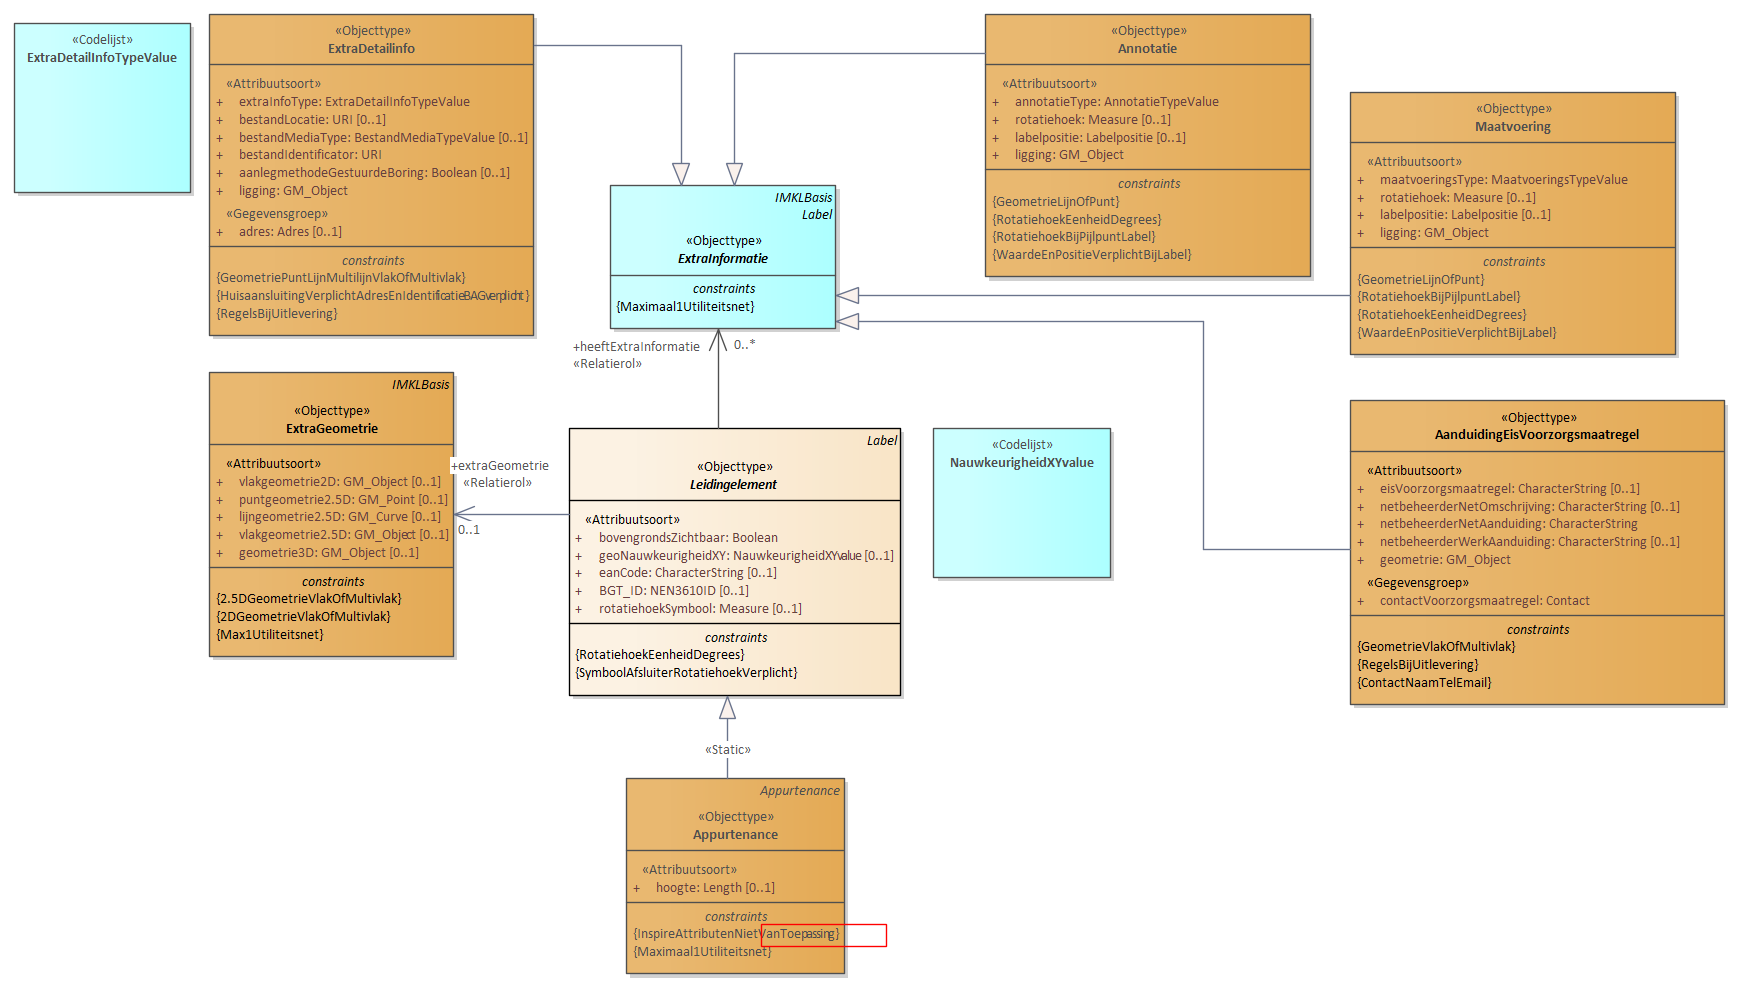 «Codelijst»
ExtraDetailInfoTypeValue
«Objecttype»
ExtraDetailinfo
«Attribuutsoort»
+ extraInfoType: ExtraDetailInfoTypeValue
+ bestandLocatie: URI [0..1]
+ bestandMediaType: BestandMediaTypeValue [0..1]
+ bestandIdentificator: URI
+ aanlegmethodeGestuurdeBoring: Boolean [0..1]
+ ligging: GM_Object
«Gegevensgroep»
+ adres: Adres [0..1]
constraints
{GeometriePuntLijnMultilijnVlakOfMultivlak}
{HuisaansluitingVerplichtAdresEnIdentificatieBAGverplicht}
{RegelsBijUitlevering}
«Objecttype»
Annotatie
«Attribuutsoort»
+ annotatieType: AnnotatieTypeValue
+ rotatiehoek: Measure [0..1]
+ labelpositie: Labelpositie [0..1]
+ ligging: GM_Object
constraints
{GeometrieLijnOfPunt}
{RotatiehoekEenheidDegrees}
{RotatiehoekBijPijlpuntLabel}
{WaardeEnPositieVerplichtBijLabel}
«Objecttype»
Maatvoering
«Attribuutsoort»
+ maatvoeringsType: MaatvoeringsTypeValue
+ rotatiehoek: Measure [0..1]
+ labelpositie: Labelpositie [0..1]
+ ligging: GM_Object
constraints
{GeometrieLijnOfPunt}
{RotatiehoekBijPijlpuntLabel}
{RotatiehoekEenheidDegrees}
{WaardeEnPositieVerplichtBijLabel}
IMKLBasis
Label
«Objecttype»
ExtraInformatie
constraints
{Maximaal1Utiliteitsnet}
+heeftExtraInformatie
«Relatierol»
0..*
IMKLBasis
«Objecttype»
ExtraGeometrie
«Attribuutsoort»
+ vlakgeometrie2D: GM_Object [0..1]
+ puntgeometrie2.5D: GM_Point [0..1]
+ lijngeometrie2.5D: GM_Curve [0..1]
+ vlakgeometrie2.5D: GM_Object [0..1]
+ geometrie3D: GM_Object [0..1]
constraints
{2.5DGeometrieVlakOfMultivlak}
{2DGeometrieVlakOfMultivlak}
{Max1Utiliteitsnet}
+extraGeometrie
«Relatierol»
0..1
Label
«Objecttype»
Leidingelement
«Attribuutsoort»
+ bovengrondsZichtbaar: Boolean
+ geoNauwkeurigheidXY: NauwkeurigheidXYvalue [0..1]
+ eanCode: CharacterString [0..1]
+ BGT_ID: NEN3610ID [0..1]
+ rotatiehoekSymbool: Measure [0..1]
constraints
{RotatiehoekEenheidDegrees}
{SymboolAfsluiterRotatiehoekVerplicht}
«Codelijst»
NauwkeurigheidXYvalue
«Objecttype»
AanduidingEisVoorzorgsmaatregel
«Attribuutsoort»
+ eisVoorzorgsmaatregel: CharacterString [0..1]
+ netbeheerderNetOmschrijving: CharacterString [0..1]
+ netbeheerderNetAanduiding: CharacterString
+ netbeheerderWerkAanduiding: CharacterString [0..1]
+ geometrie: GM_Object
«Gegevensgroep»
+ contactVoorzorgsmaatregel: Contact
constraints
{GeometrieVlakOfMultivlak}
{RegelsBijUitlevering}
{ContactNaamTelEmail}
«Static»
Appurtenance
«Objecttype»
Appurtenance
«Attribuutsoort»
+ hoogte: Length [0..1]
constraints
{InspireAttributenNietVanToepassing}
{Maximaal1Utiliteitsnet}